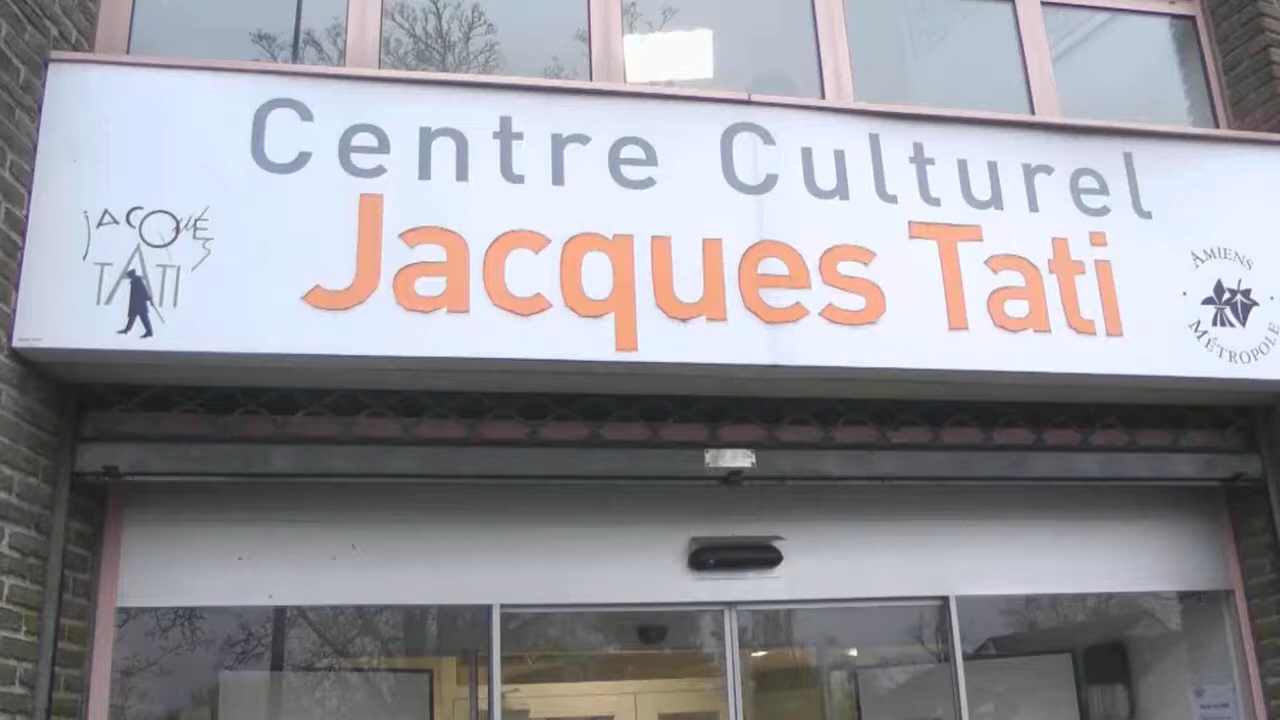 Centre Culturel
Jacques Tati
JACQUES
TATI
AMIENS
MÉTROPOLE